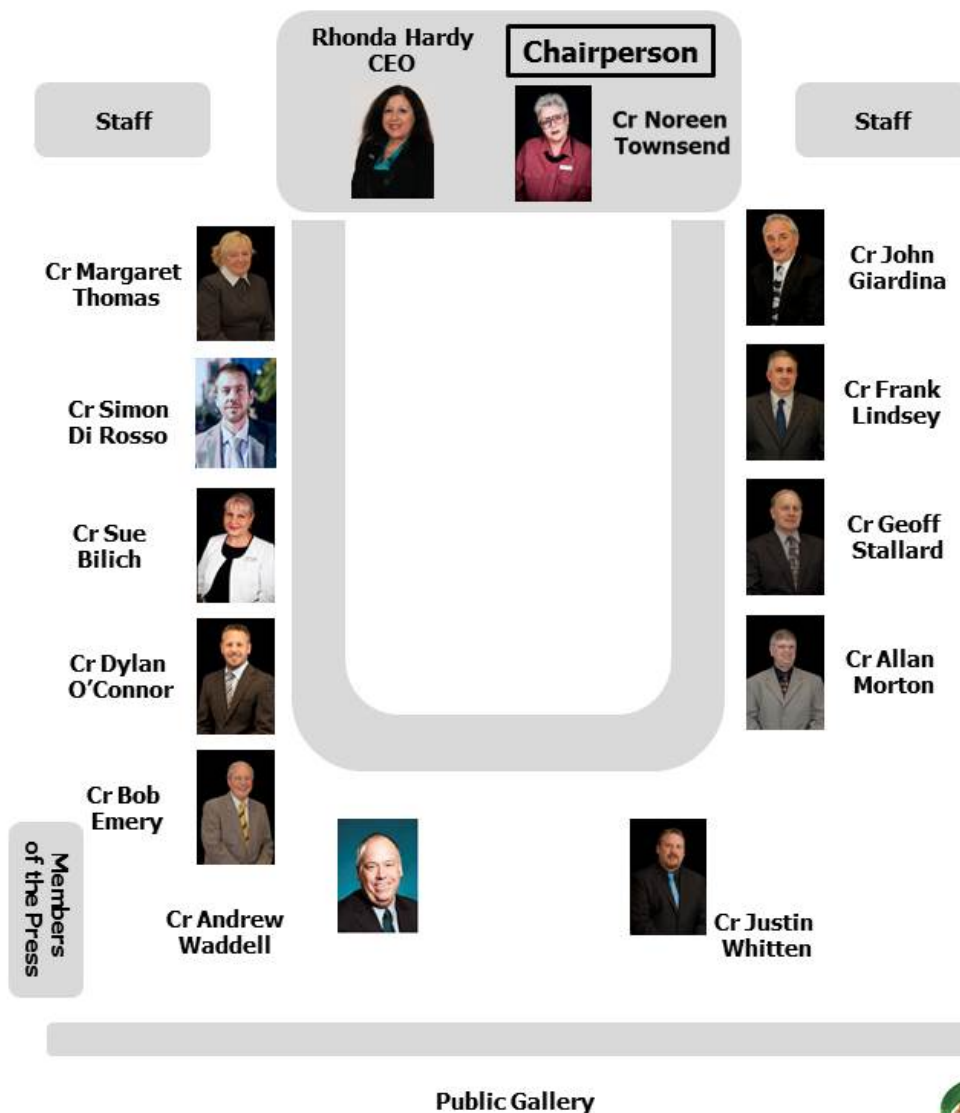 Rhonda Hardy
CEO
Chairperson
Staff
Cr Noreen
Townsend
Staff
Cr Margaret
Thomas
Cr John
Giardina
Cr Simon
Di Rosso
Cr Frank
Lindsey
Cr Sue
Bilich
Cr Geoff
Stallard
Cr Dylan
O'Connor
Cr Allan
Morton
Cr Bob
Emery
Members
of the Press
Cr Andrew
Waddell
Cr Justin
Whitten
Public Gallery